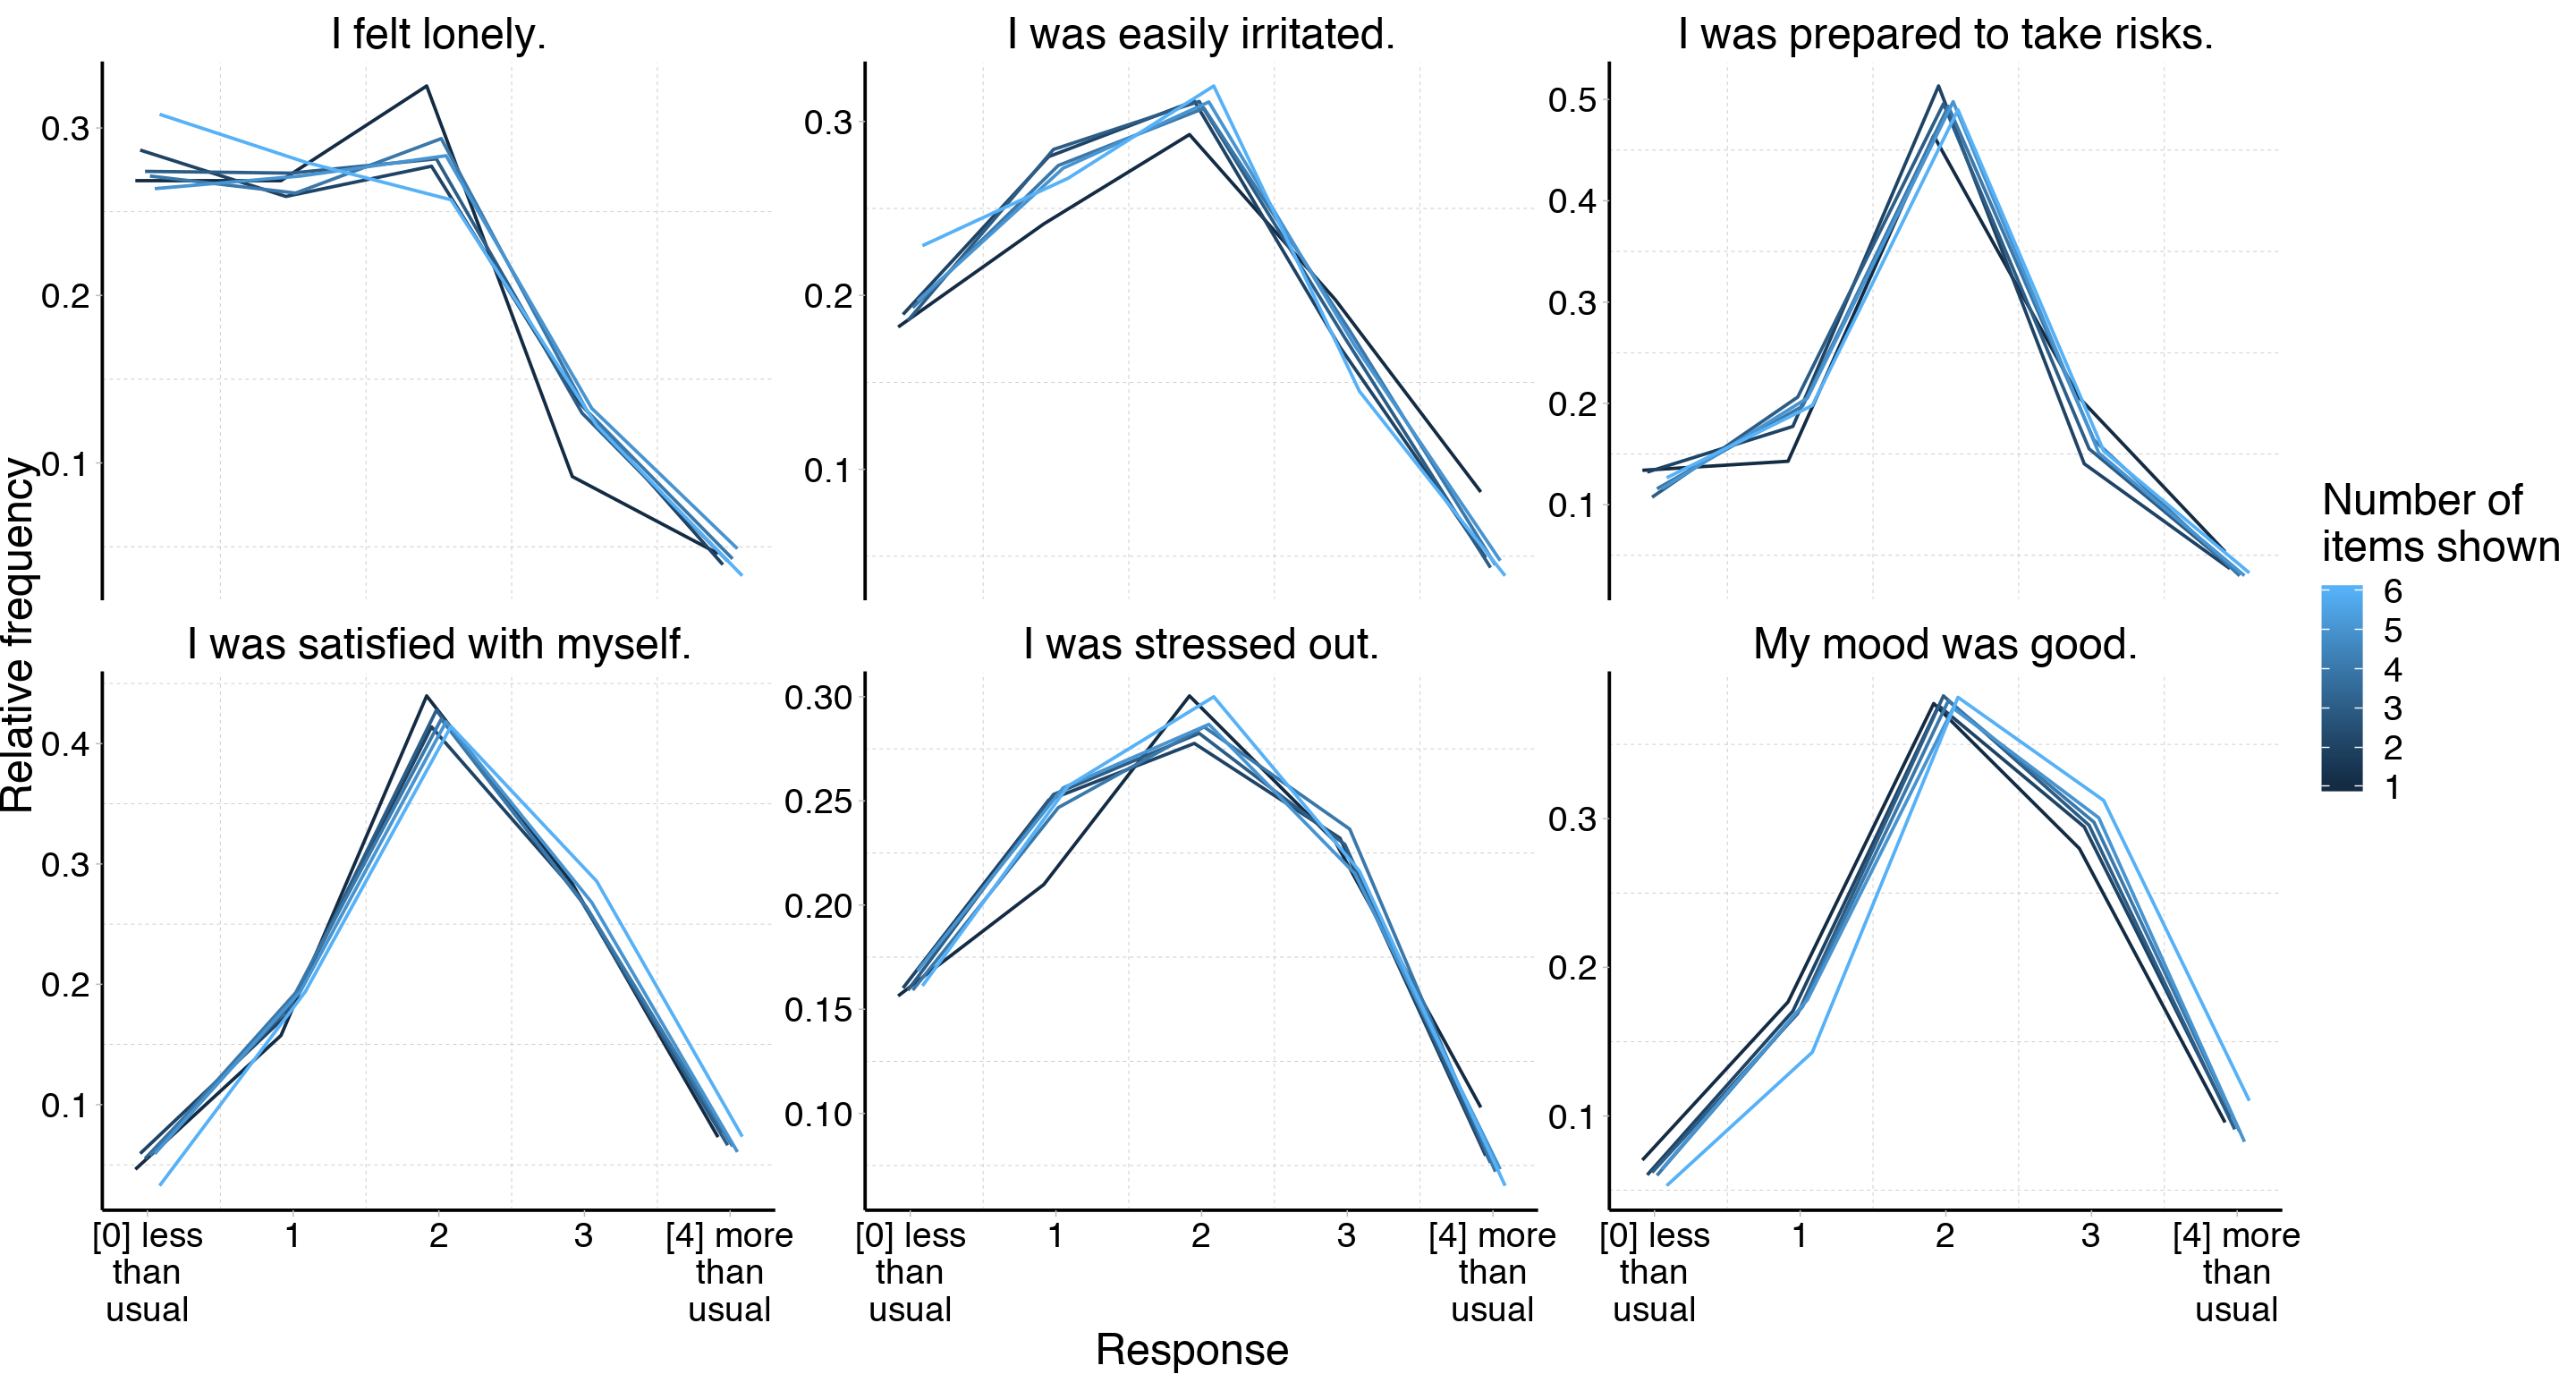 I felt lonely.
I was easily irritated.
I was prepared to take risks.
0.3
0.2
0.1
0.3
0.2
0.1
0.5
0.4
0.3
0.2
0.1
Relative frequency
I was satisfied with myself.
I was stressed out.
My mood was good.
0.4
0.3
0.2
0.1
0.30
0.25
0.20
0.15
0.10
0.3
0.2
0.1
[0] less
than
usual
1
2
3
[4] more
than
usual
[0] less
than
usual
1
2
3
[4] more
than
usual
[0] less
than
usual
1
2
3
[4] more
than
usual
Response
Number of
items shown
6
5
4
3
2
1